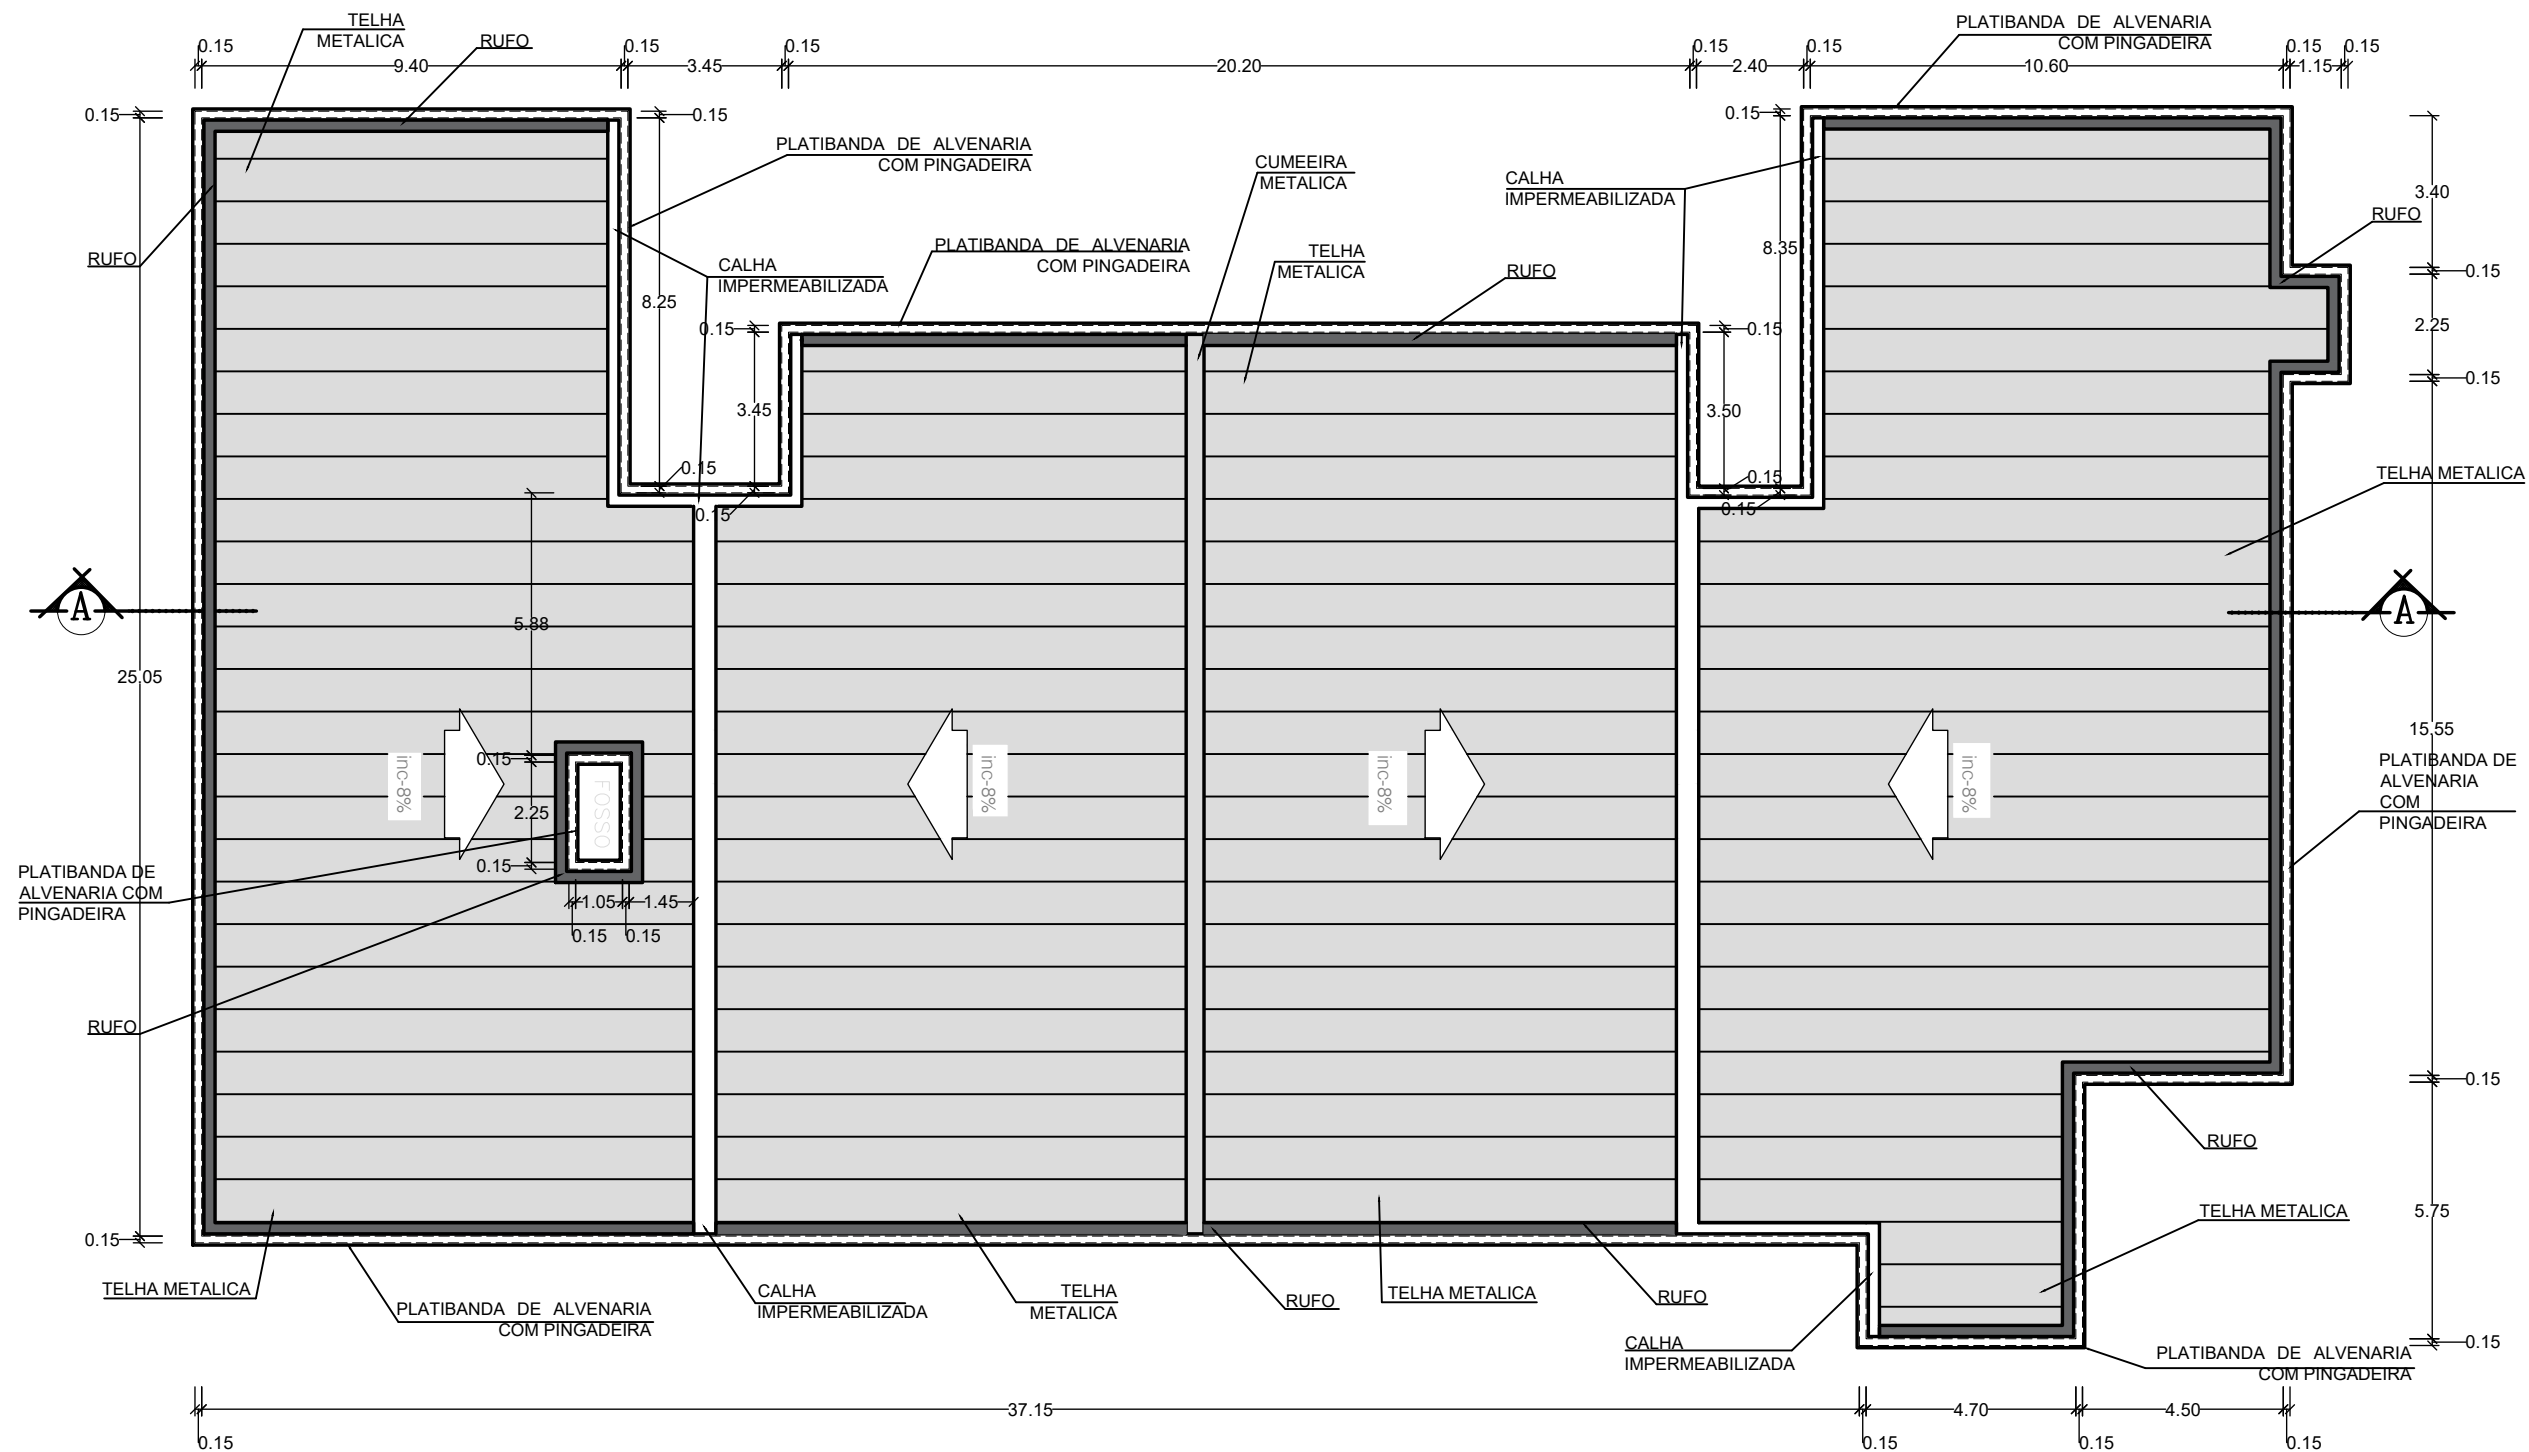 TELHA
METALICA
RUFO
PLATIBANDA DE ALVENARIA
COM PINGADEIRA
0.15
0.15
0.15
0.15
0.15
0.15
0.15
9.40
3.45
20.20
2.40
10.60
1.15
0.15
0.15
0.15
PLATIBANDA DE ALVENARIA
COM PINGADEIRA
CUMEEIRA
METALICA
CALHA
IMPERMEABILIZADA
3.40
RUFO
RUFO
PLATIBANDA DE ALVENARIA
COM PINGADEIRA
TELHA
METALICA
RUFO
CALHA
IMPERMEABILIZADA
8.35
0.15
8.25
0.15
0.15
2.25
0.15
3.45
3.50
0.15
0.15
0.15
0.15
TELHA METALICA
A
A
5.88
25.05
15.55
inc-8%
inc-8%
inc-8%
inc-8%
0.15
2.25
FOSSO
0.15
PLATIBANDA DE
ALVENARIA
COM
PINGADEIRA
PLATIBANDA DE
ALVENARIA COM
PINGADEIRA
1.05
1.45
0.15
0.15
RUFO
0.15
RUFO
5.75
TELHA METALICA
0.15
TELHA METALICA
PLATIBANDA DE ALVENARIA
COM PINGADEIRA
CALHA
IMPERMEABILIZADA
TELHA
METALICA
RUFO
TELHA METALICA
RUFO
CALHA
IMPERMEABILIZADA
0.15
PLATIBANDA DE ALVENARIA
COM PINGADEIRA
37.15
4.70
4.50
0.15
0.15
0.15
0.15